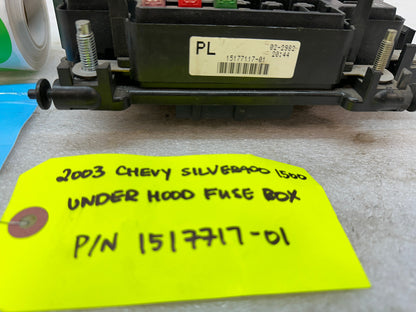 PL
02-2982
20144
15177117-01
2003 CHEVY SILVERADO 1500
UNDER HOOD FUSE BOX
P/N 1517717-01